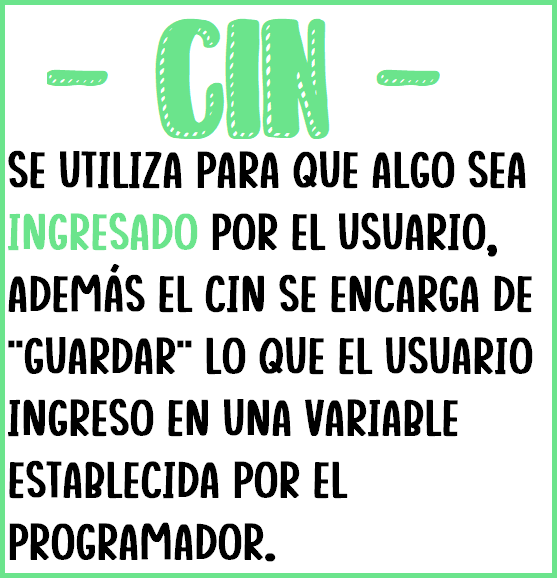 - CIN -
SE UTILIZA PARA QUE ALGO SEA
INGRESADO POR EL USUARIO,
ADEMÁS EL CIN SE ENCARGA DE
"GUARDAR" LO QUE EL USUARIO
INGRESO EN UNA VARIABLE
ESTABLECIDA POR EL
PROGRAMADOR.